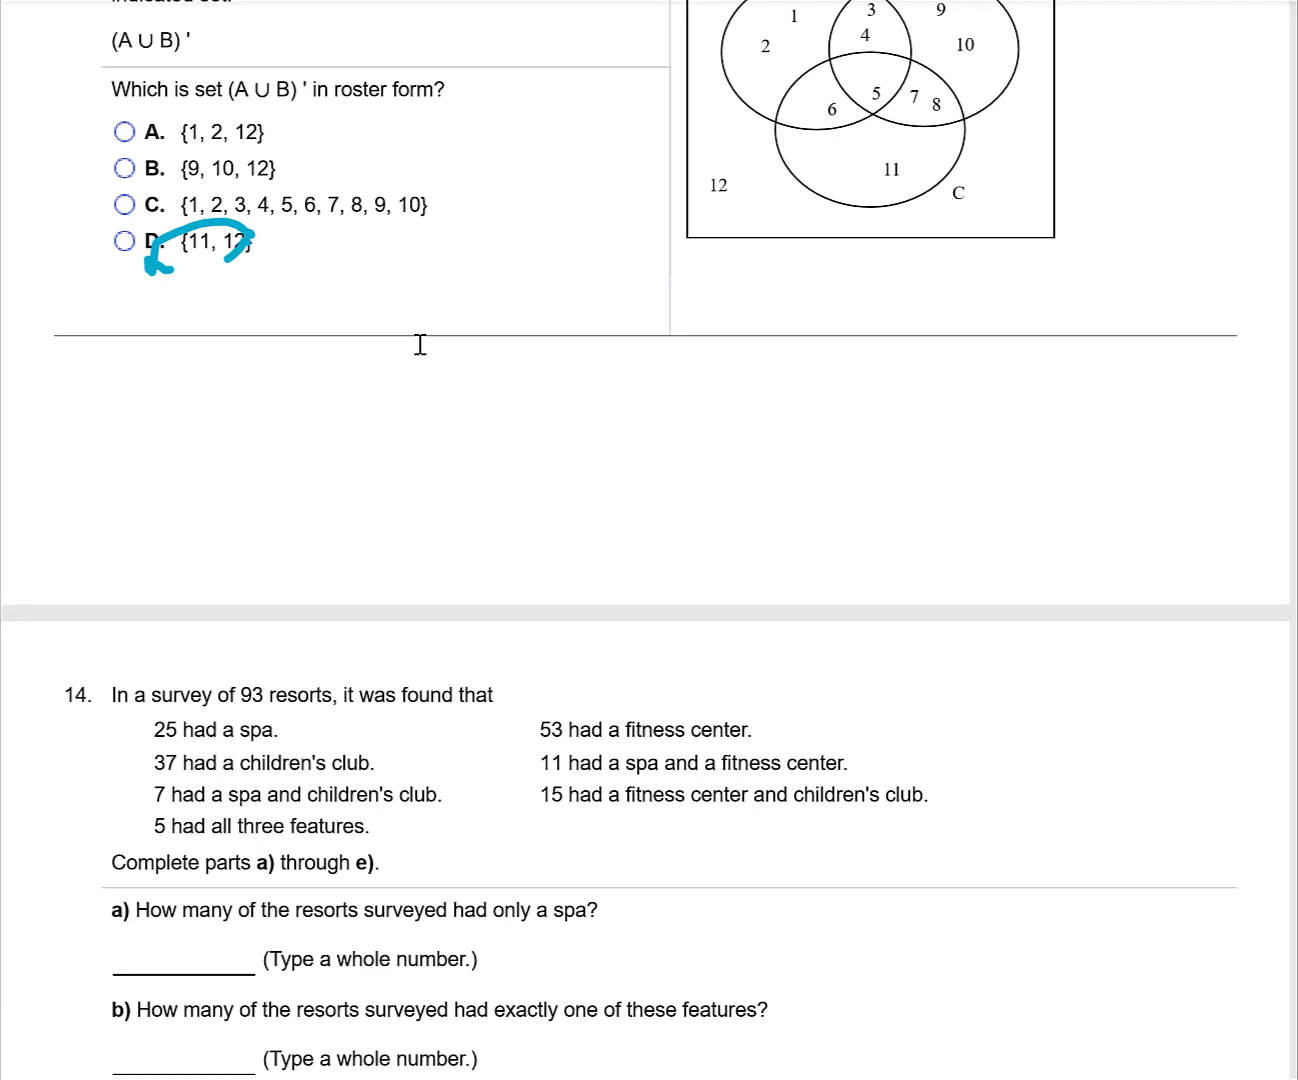 (A ∪ B) '
Which is set (A ∪ B) ' in roster form?
A. {1, 2, 12}
B. {9, 10, 12}
C. {1, 2, 3, 4, 5, 6, 7, 8, 9, 10}
D. {11, 12}
1
3
9
2
4
10
5
7
8
6
11
12
C
14. In a survey of 93 resorts, it was found that
25 had a spa.
53 had a fitness center.
37 had a children's club.
11 had a spa and a fitness center.
7 had a spa and children's club.
15 had a fitness center and children's club.
5 had all three features.
Complete parts a) through e).
a) How many of the resorts surveyed had only a spa?
(Type a whole number.)
b) How many of the resorts surveyed had exactly one of these features?
(Type a whole number.)